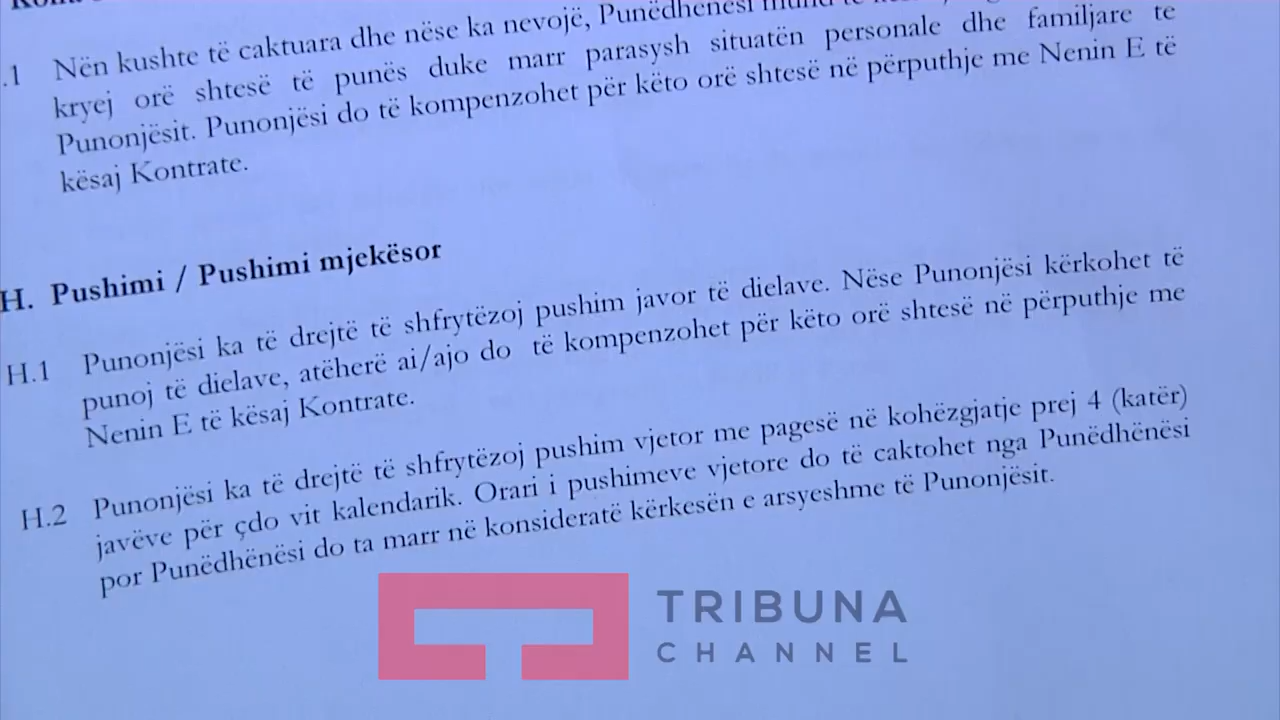 .1 Nën kushte të caktuara dhe nëse ka nevojë, Punëdhënësi
kryej orë shtesë të punës duke marr parasysh situatën personale dhe familjare të
Punonjësit. Punonjësi do të kompenzohet për këto orë shtesë në përputhje me Nenin E të
kësaj Kontrate.
H. Pushimi / Pushimi mjekësor
H.1 Punonjësi ka të drejtë të shfrytëzoj pushim javor të dielave. Nëse Punonjësi kërkohet të
punoj të dielave, atëherë ai/ajo do të kompenzohet për këto orë shtesë në përputhje me
Nenin E të kësaj Kontrate.
H.2 Punonjësi ka të drejtë të shfrytëzoj pushim vjetor me pagesë në kohëzgjatje prej 4 (katër)
javëve për çdo vit kalendarik. Orari i pushimeve vjetore do të caktohet nga Punëdhënësi
por Punëdhënësi do ta marr në konsideratë kërkesën e arsyeshme të Punonjësit.
TRIBUNA
CHANNEL